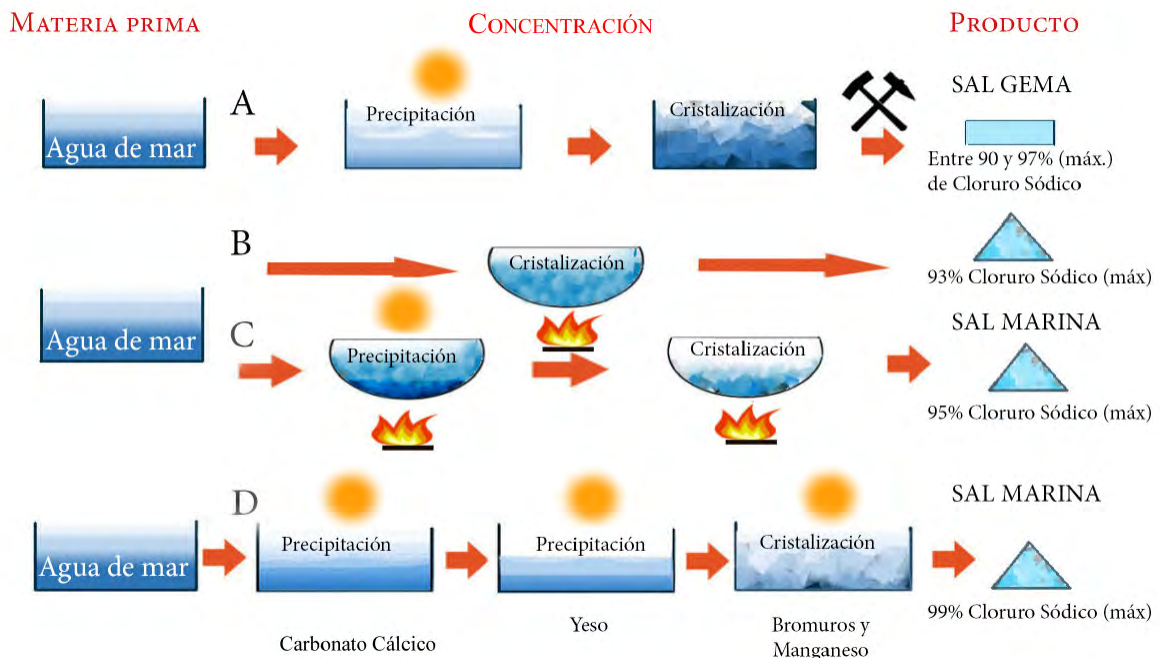 MATERIA PRIMA
CONCENTRACIÓN
PRODUCTO
A
Agua de mar
Precipitación
Cristalización
SAL GEMA
Entre 90 y 97% (máx.)
de Cloruro Sódico
B
Cristalización
93% Cloruro Sódico (máx)
Agua de mar
C
Precipitación
Cristalización
SAL MARINA
95% Cloruro Sódico (máx)
D
Agua de mar
Precipitación
Precipitación
Cristalización
SAL MARINA
99% Cloruro Sódico (máx)
Carbonato Cálcico
Yeso
Bromuros y
Manganeso